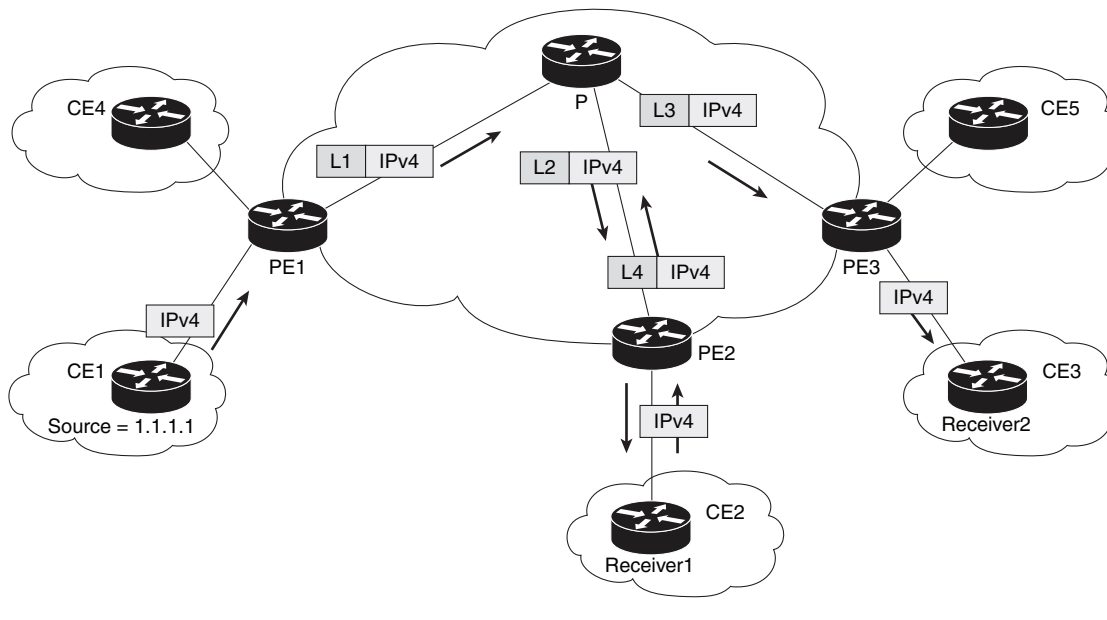 P
CE4
L3 IPv4
CE5
L1 IPv4
L2 IPv4
PE1
PE3
L4 IPv4
IPv4
IPv4
PE2
CE1
CE3
Source = 1.1.1.1
IPv4
Receiver2
CE2
Receiver1